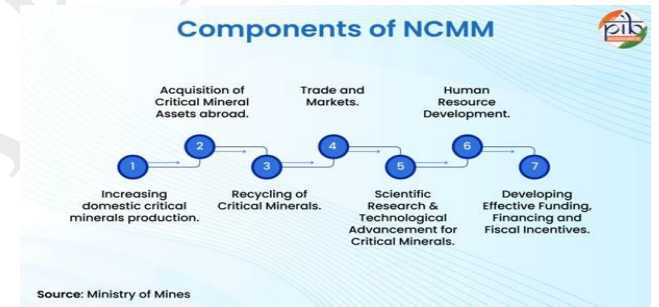 Components of NCMM
pib
Acquisition of
Critical Mineral
Assets abroad.
Trade and
Markets.
Human
Resource
Development.
1
2
3
4
5
6
7
Increasing
domestic critical
minerals production.
Recycling of
Critical Minerals.
Scientific
Research &
Technological
Advancement for
Critical Minerals.
Developing
Effective Funding,
Financing and
Fiscal Incentives.
Source: Ministry of Mines